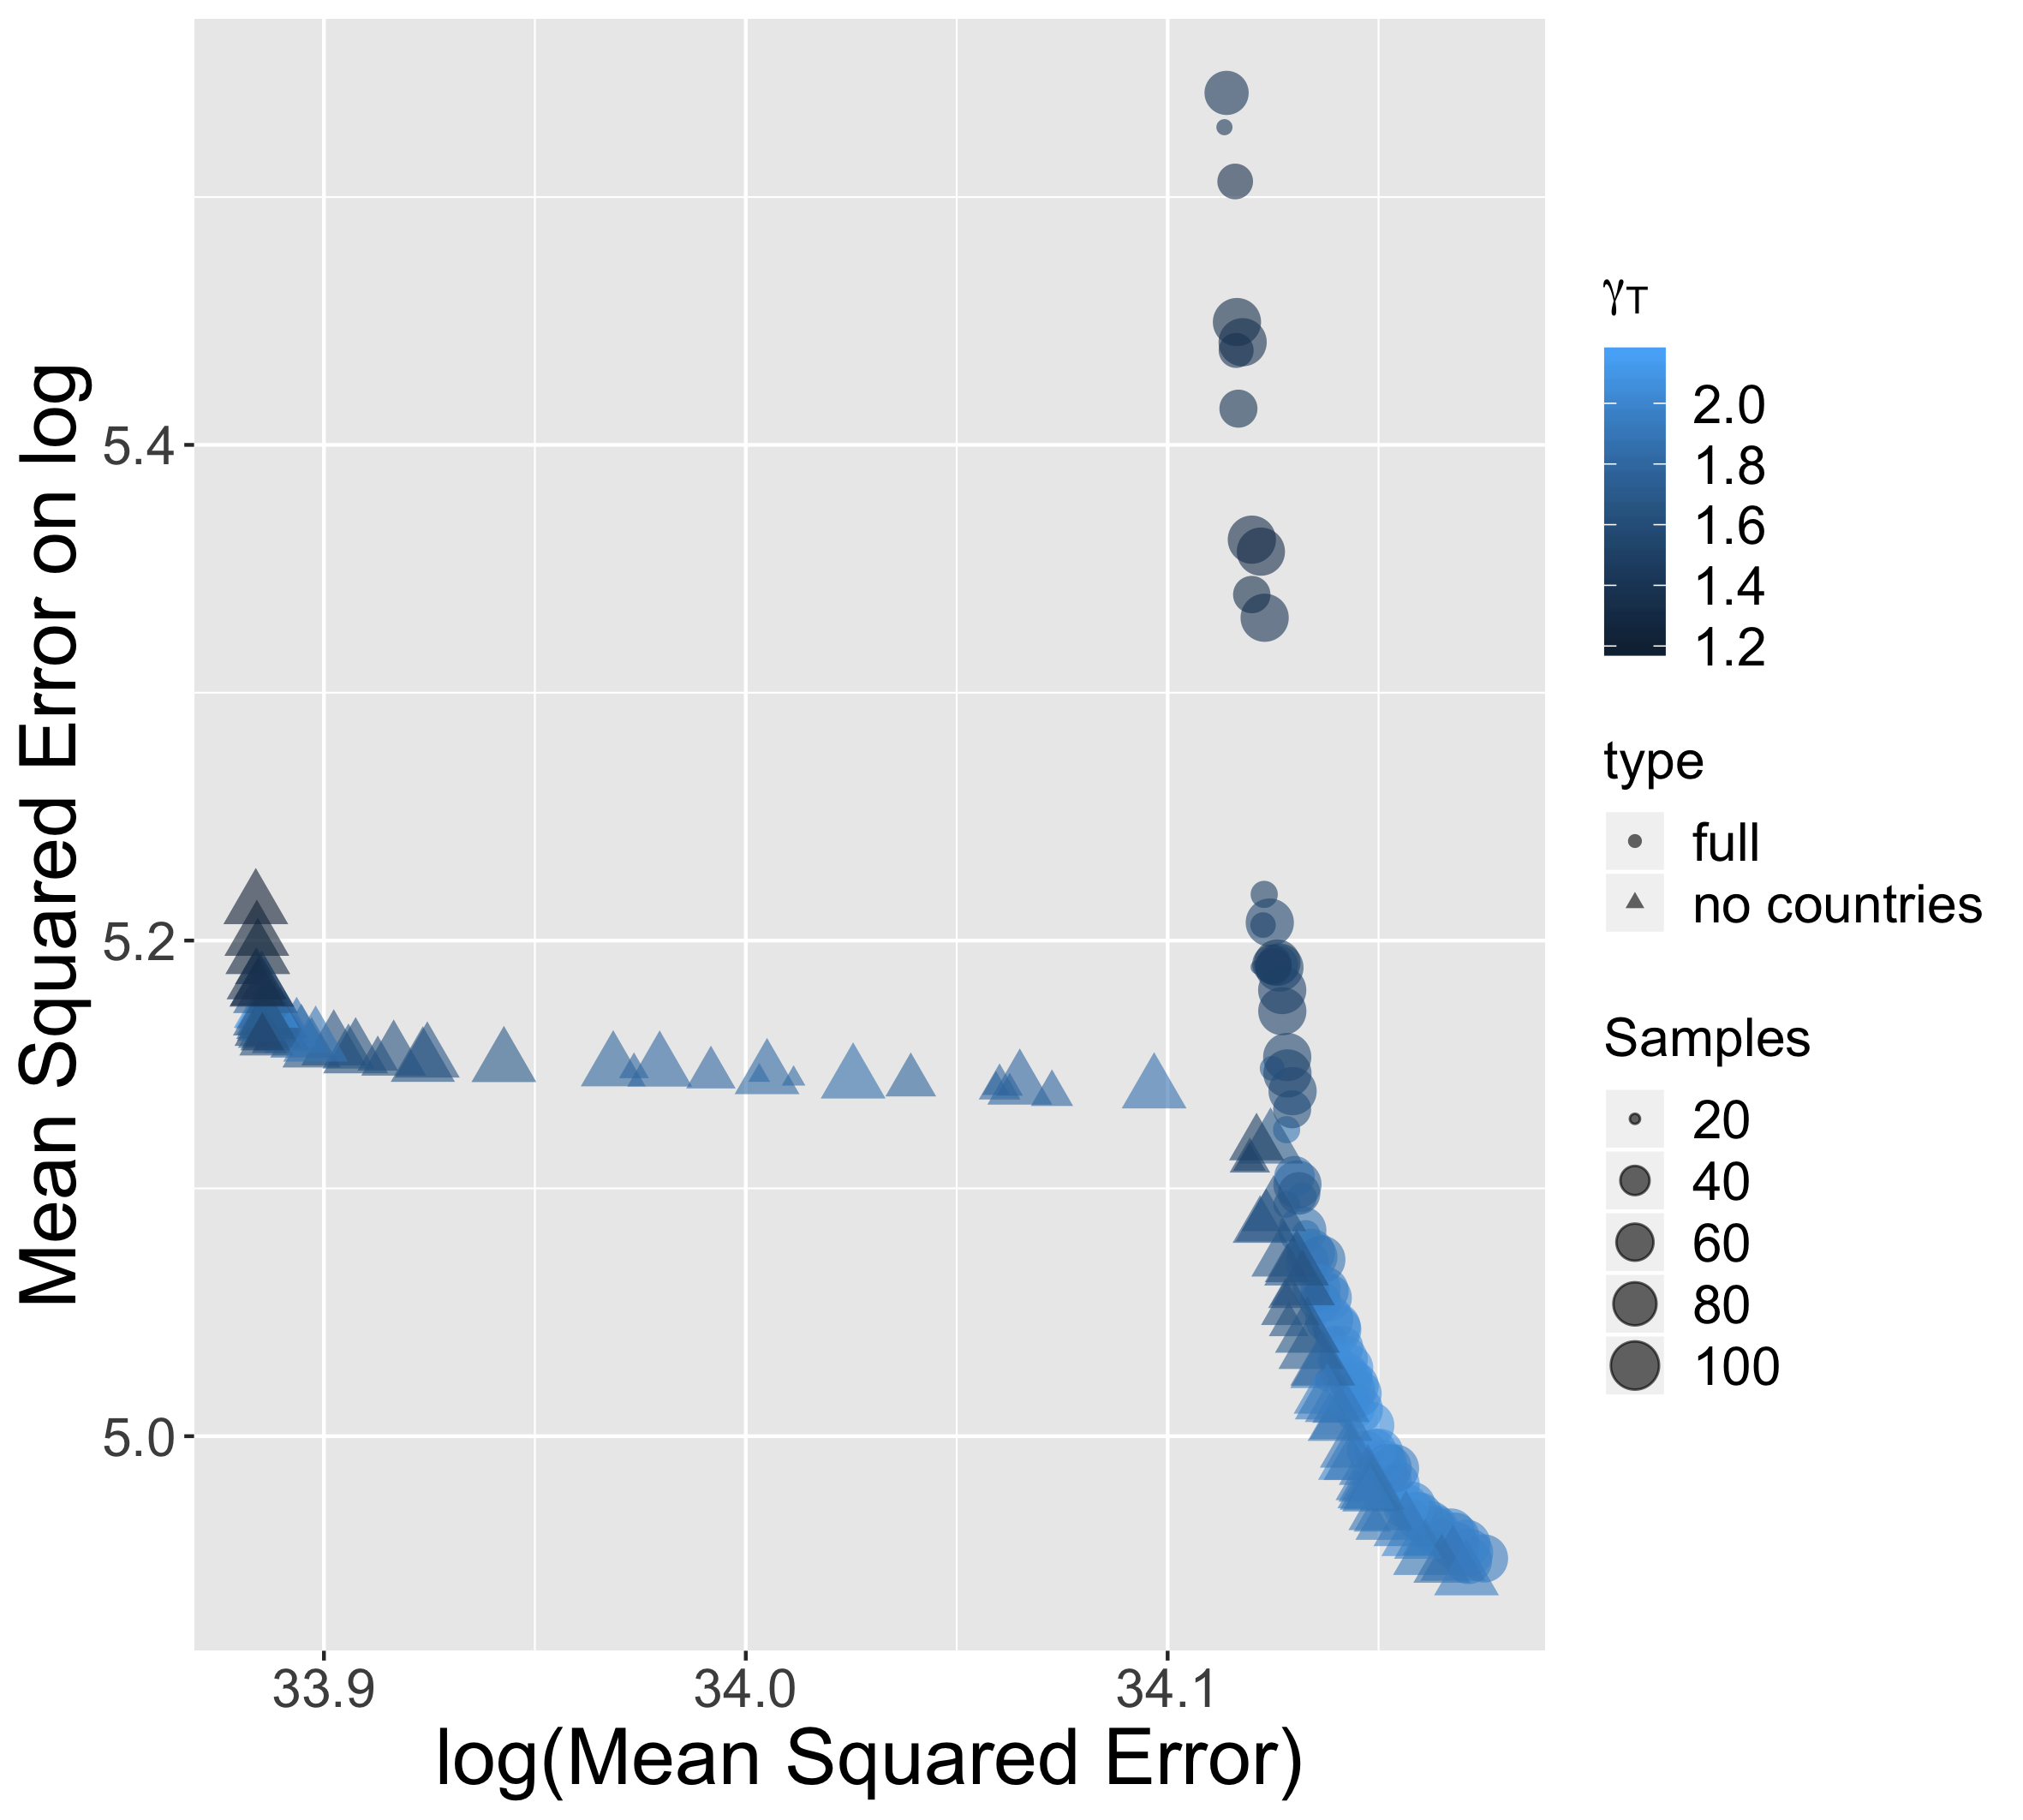 Mean Squared Error on log
5.4
5.2
5.0
33.9
34.0
34.1
log(Mean Squared Error)
γT
2.0
1.8
1.6
1.4
1.2
type
full
no countries
Samples
20
40
60
80
100